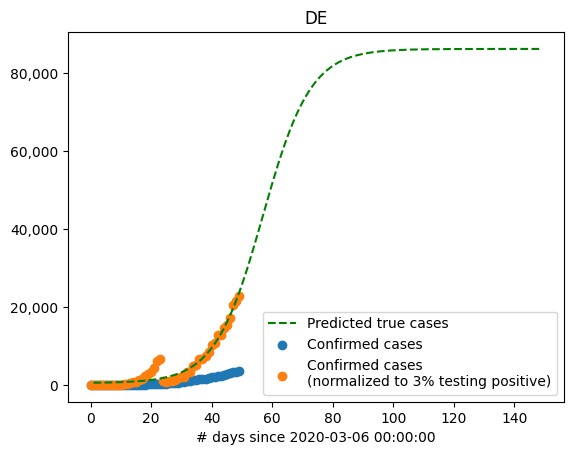 DE
80,000
60,000
40,000
20,000
0
Predicted true cases
Confirmed cases
Confirmed cases
(normalized to 3% testing positive)
0 20 40 60 80 100 120 140
# days since 2020-03-06 00:00:00